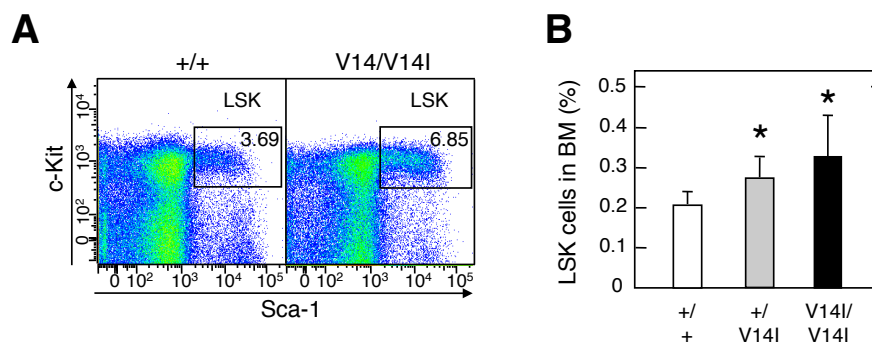 A
+/+
V14/V14I
LSK
LSK
3.69
6.85
c-Kit
10⁴
10³
10²
0
0 10² 10³ 10⁴ 10⁵
0 10² 10³ 10⁴ 10⁵
Sca-1
B
LSK cells in BM (%)
0.5
0.4
0.3
0.2
0.1
0
*
*
+/
+
+/
V14I
V14I/
V14I